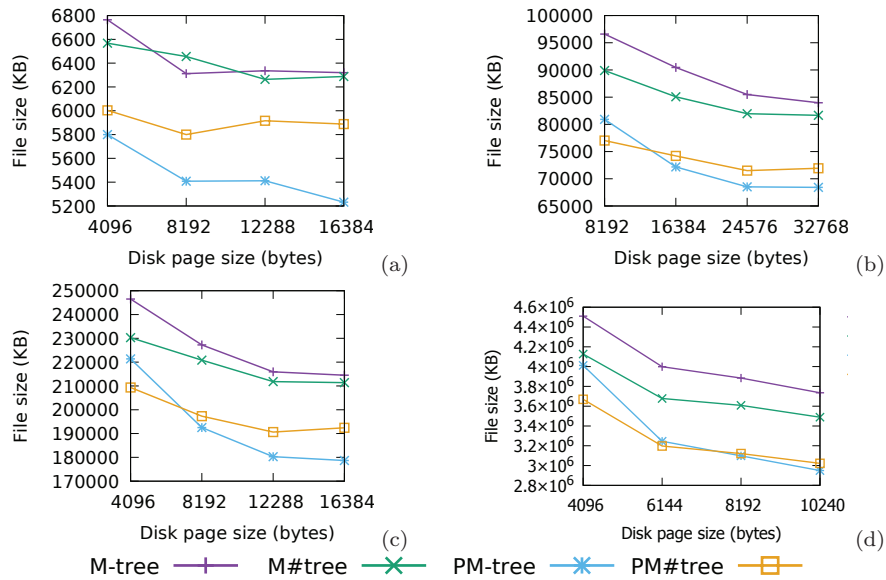 6800
6600
6400
6200
6000
5800
5600
5400
5200
File size (KB)
4096 8192 12288 16384
Disk page size (bytes)
(a)
100000
95000
90000
85000
80000
75000
70000
65000
File size (KB)
8192 16384 24576 32768
Disk page size (bytes)
(b)
250000
240000
230000
220000
210000
200000
190000
180000
170000
File size (KB)
4096 8192 12288 16384
Disk page size (bytes)
(c)
4.6×10⁶
4.4×10⁶
4.2×10⁶
4×10⁶
3.8×10⁶
3.6×10⁶
3.4×10⁶
3.2×10⁶
3×10⁶
2.8×10⁶
File size (KB)
4096 6144 8192 10240
Disk page size (bytes)
(d)
M-tree M#tree PM-tree PM#tree